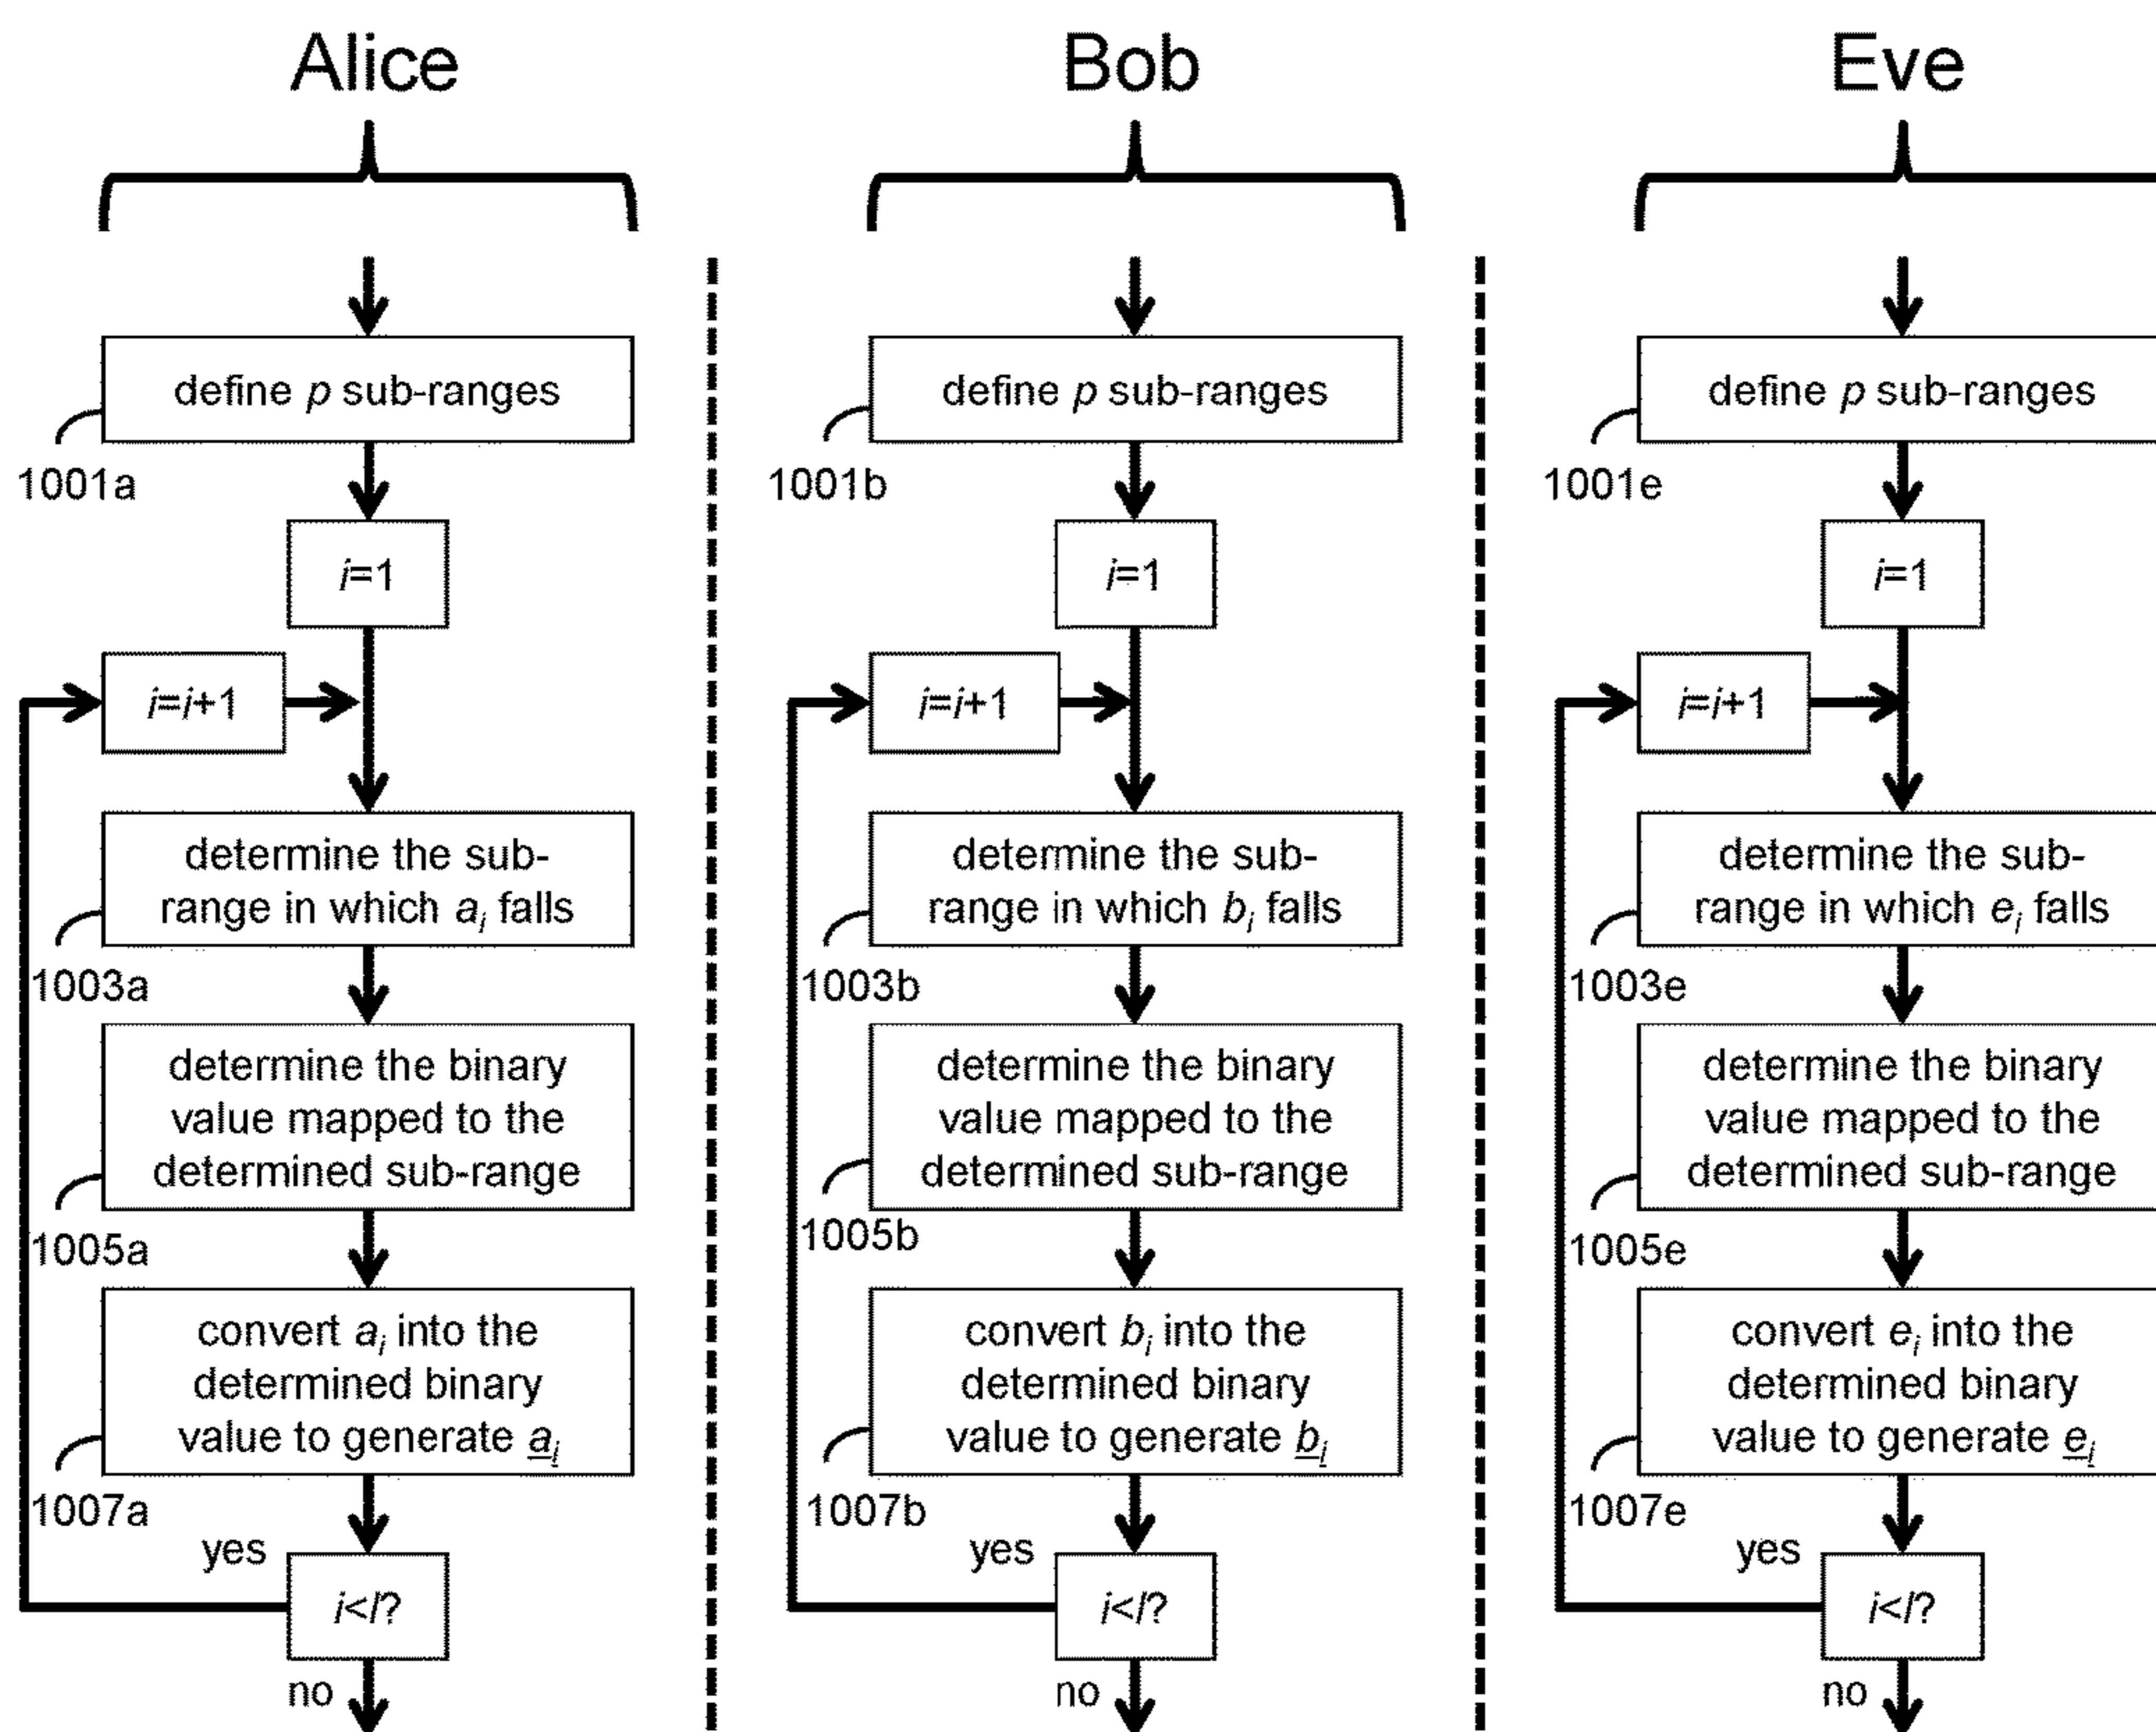 Alice
define p sub-ranges
1001a
i=1
i=i+1
determine the sub-
range in which aᵢ falls
1003a
determine the binary
value mapped to the
determined sub-range
1005a
convert aᵢ into the
determined binary
value to generate a̲ᵢ
1007a
yes
i<l?
no
Bob
define p sub-ranges
1001b
i=1
i=i+1
determine the sub-
range in which bᵢ falls
1003b
determine the binary
value mapped to the
determined sub-range
1005b
convert bᵢ into the
determined binary
value to generate b̲ᵢ
1007b
yes
i<l?
no
Eve
define p sub-ranges
1001e
i=1
i=i+1
determine the sub-
range in which eᵢ falls
1003e
determine the binary
value mapped to the
determined sub-range
1005e
convert eᵢ into the
determined binary
value to generate e̲ᵢ
1007e
yes
i<l?
no